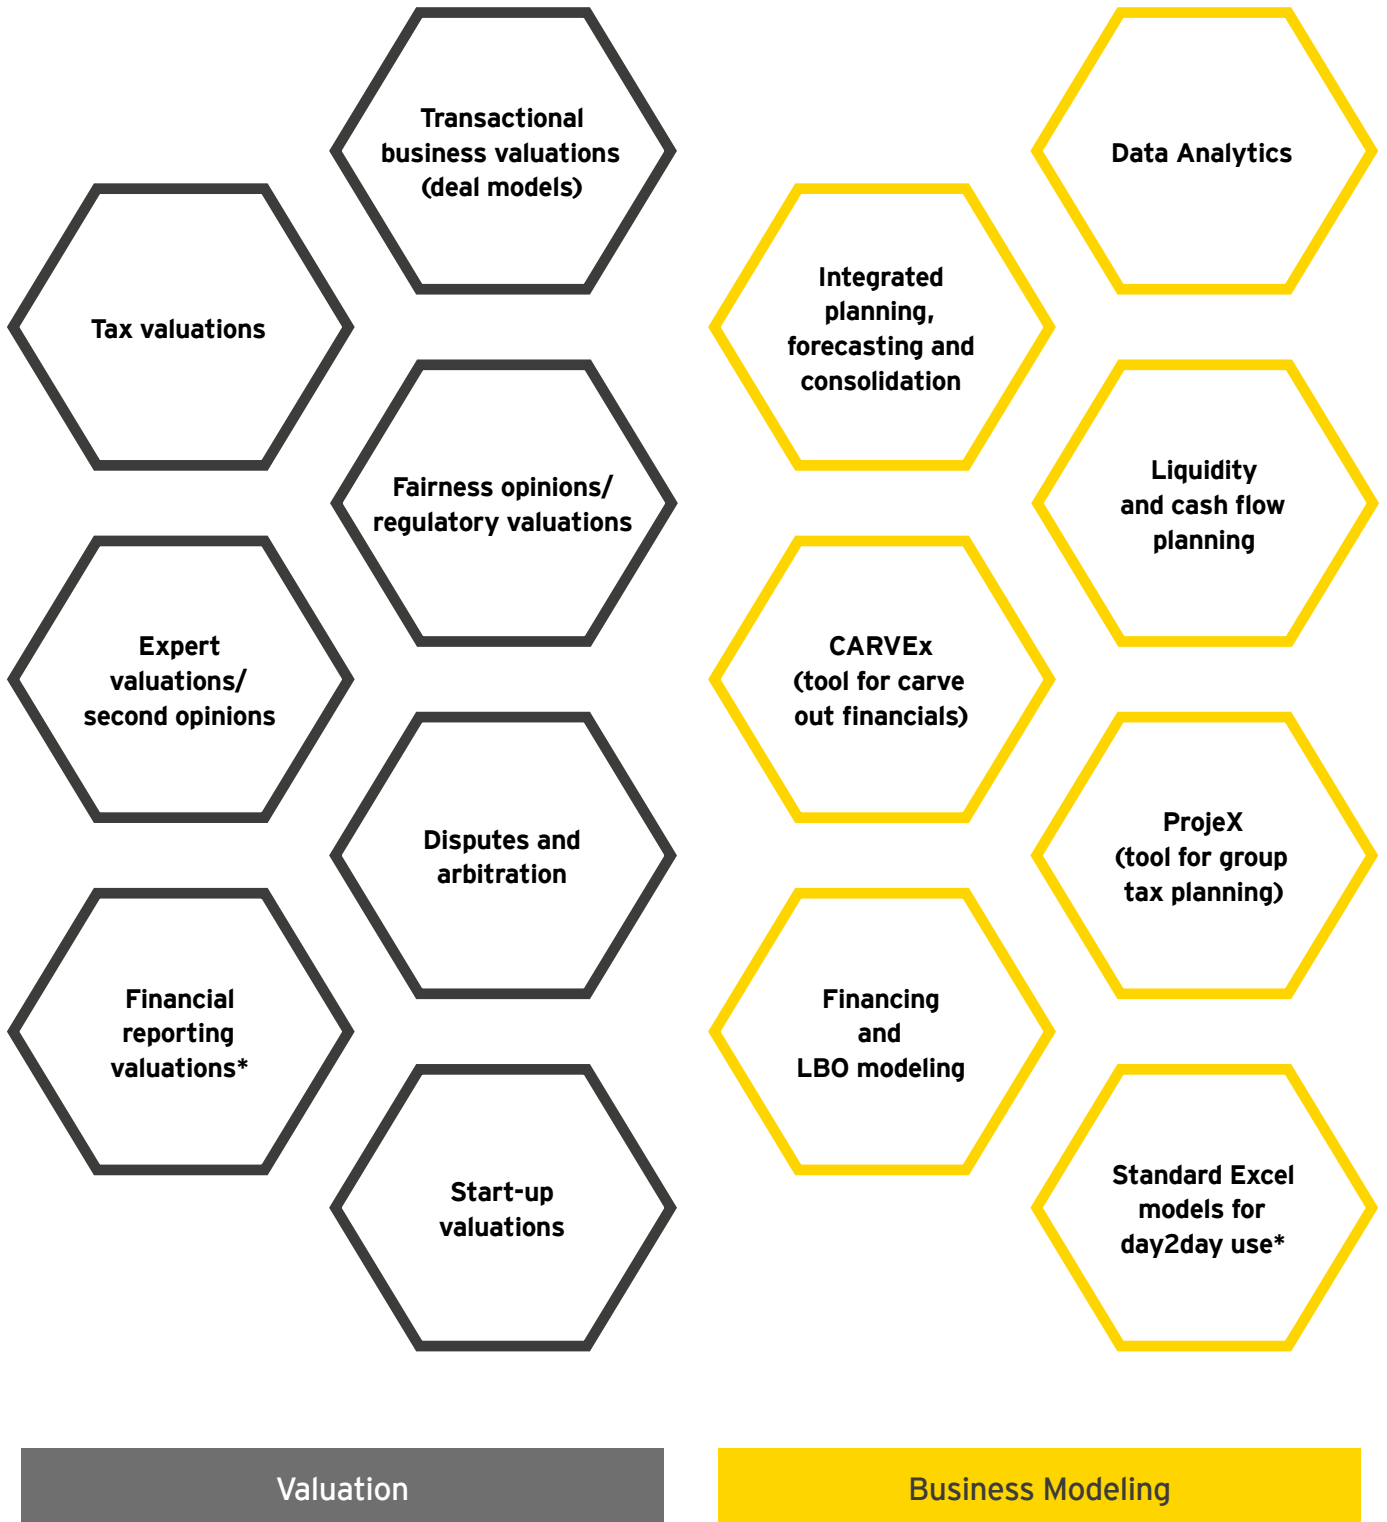 Transactional
business valuations
(deal models)
Tax valuations
Fairness opinions/
regulatory valuations
Expert
valuations/
second opinions
Disputes and
arbitration
Financial
reporting
valuations*
Start-up
valuations
Valuation
Data Analytics
Integrated
planning,
forecasting and
consolidation
Liquidity
and cash flow
planning
CARVEx
(tool for carve
out financials)
ProjeX
(tool for group
tax planning)
Financing
and
LBO modeling
Standard Excel
models for
day2day use*
Business Modeling